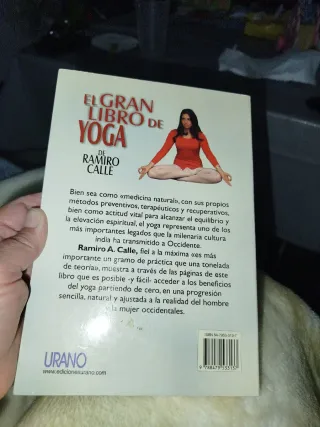 EL GRAN
LIBRO DE
YOGA
DE
RAMIRO
CALLE
Bien sea como «medicina natural», con sus propios
métodos preventivos, terapéuticos y recuperativos,
bien como actitud vital para alcanzar el equilibrio y
la elevación espiritual, el yoga representa uno de los
más importantes legados que la milenaria cultura
india ha transmitido a Occidente.
Ramiro A. Calle, fiel a la máxima «es más
importante un gramo de práctica que una tonelada
de teoría», muestra a través de las páginas de este
libro que es posible -y fácil- acceder a los beneficios
del yoga partiendo de cero, en una progresión
sencilla, natural y ajustada a la realidad del hombre
y la mujer occidentales.
URANO
www.edicionesurano.com